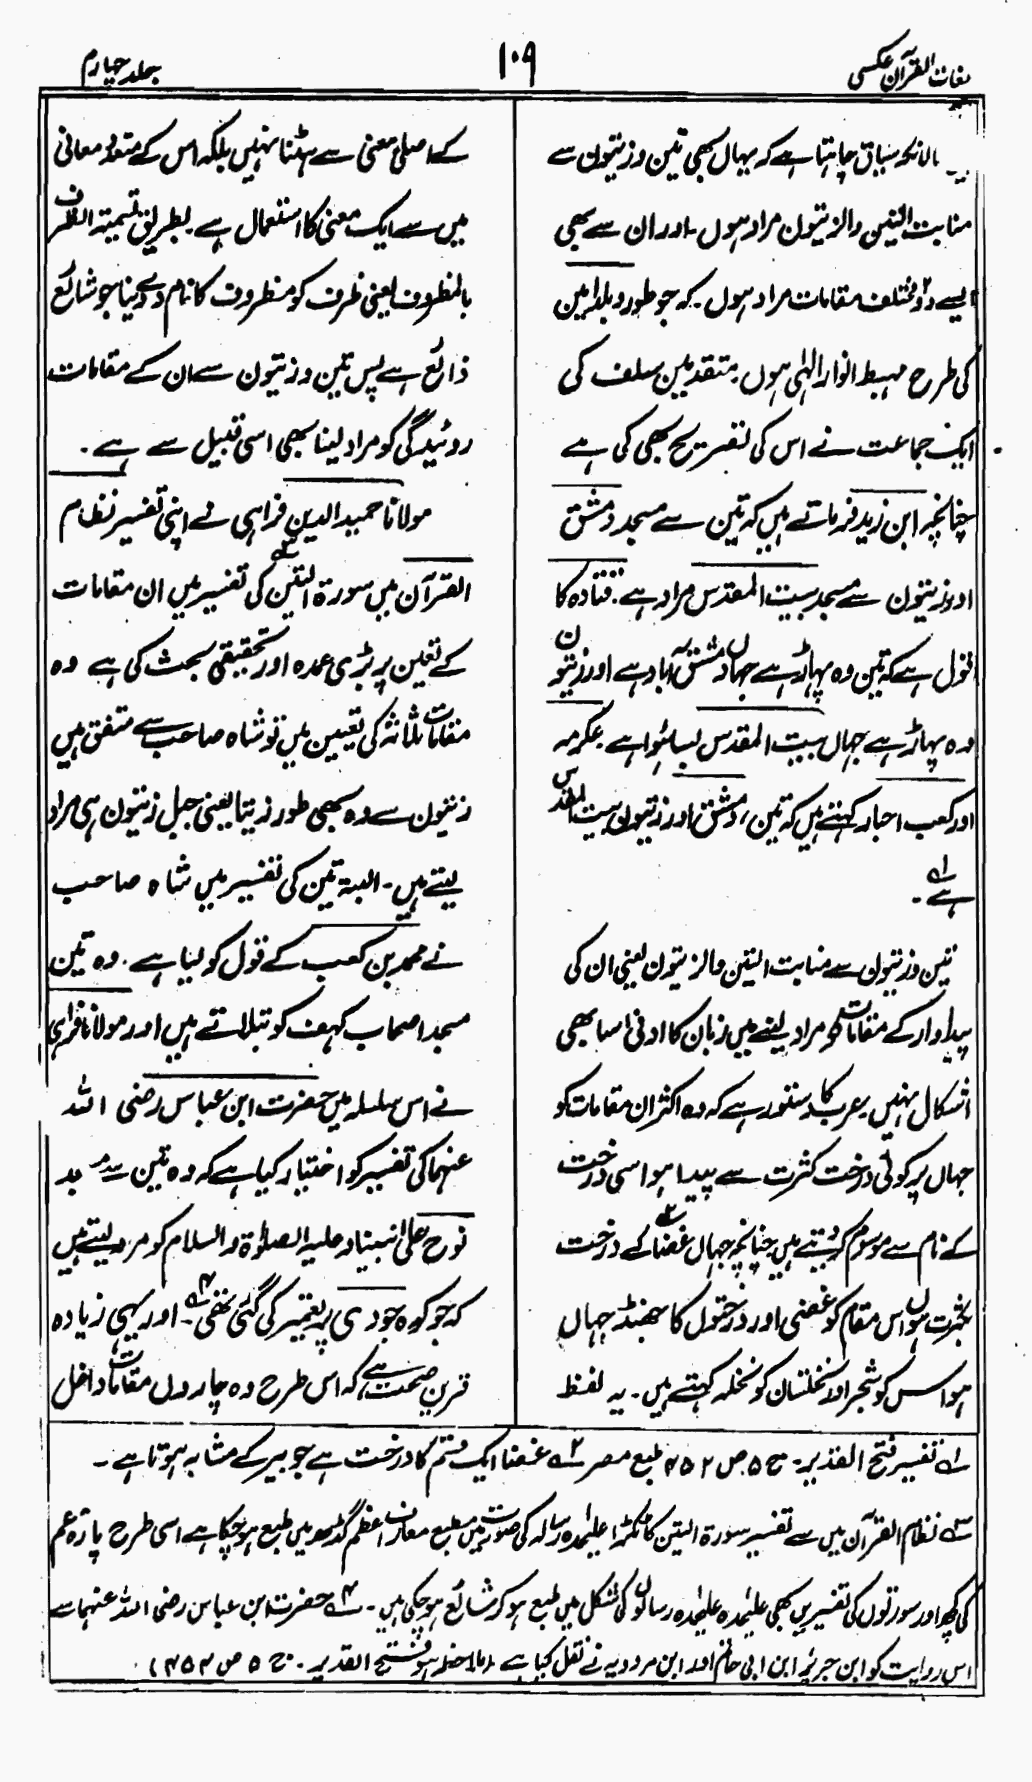 لغات القرآن عکسی
۱۰۹
جلد چہارم
حالانکہ سیاق چاہتا ہے کہ یہاں بھی تین و زیتون سے
منابت التین والزیتون مراد ہوں۔ اور ان سے بھی
ایسے دو مختلف مقامات مراد ہوں۔ کہ جو طور و بلد امین
کی طرح مہبط انوار الٰہی ہوں۔ متقدمین سلف کی
ایک جماعت نے اس کی تصریح بھی کی ہے
چنانچہ ابن زید فرماتے ہیں کہ تین سے مسجد دمشق
اور زیتون سے مسجد بیت المقدس مراد ہے۔ قتادہ کا
قول ہے کہ تین وہ پہاڑ ہے جہاں دمشق آباد ہے اور زیتون
وہ پہاڑ ہے جہاں بیت المقدس بسا ہوا ہے۔ عکرمہ
اور کعب احبار کہتے ہیں کہ تین، دمشق اور زیتون بیت المقدس
ہے۔ ۱؎
تین و زیتون سے منابت التین والزیتون یعنی ان کی
پیداوار کے مقامات کو مراد لینے میں زبان کا ادنیٰ سا بھی
اشکال نہیں۔ عرب کا دستور ہے کہ وہ اکثر ان مقامات کو
جہاں پر کوئی درخت کثرت سے پیدا ہو اسی درخت
کے نام سے موسوم کر دیتے ہیں چنانچہ جہاں غضا ۲؎ کے درخت
بکثرت ہوں اس مقام کو غضی اور درختوں کا جھنڈ جہاں
ہو اس کو شجر اور نخلستان کو نخلہ کہتے ہیں۔ یہ لفظ
کے اصلی معنی سے ہٹنا نہیں بلکہ اس کے متعدد معانی
میں سے ایک معنی کا استعمال ہے۔ بطریق تسمیۃ الظرف
بالمظروف یعنی ظرف کو مظروف کا نام دے دینا جو شائع
ذائع ہے پس تین و زیتون سے ان کے مقامات
روئیدگی کو مراد لینا بھی اسی قبیل سے ہے۔
مولانا حمید الدین فراہی نے اپنی تفسیر نظام
القرآن میں سورۃ التین ۳؎ کی تفسیر میں ان مقامات
کے تعین پر بڑی عمدہ اور تحقیقی بحث کی ہے وہ
مقامات ثلاثہ کی تعیین میں تو شاہ صاحب سے متفق ہیں
زیتون سے وہ بھی طور زیتا یعنی جبل زیتون ہی مراد
لیتے ہیں۔ البتہ تین کی تفسیر میں شاہ صاحب
نے محمد بن کعب کے قول کو لیا ہے۔ وہ تین
مسجد اصحاب کہف کو بتلاتے ہیں اور مولانا فراہی
نے اس سلسلہ میں حضرت ابن عباس رضی اللہ
عنہما کی تفسیر کو اختیار کیا ہے کہ وہ تین سے مسجد
نوح علیٰ نبینا و علیہ الصلوٰۃ والسلام کو مراد لیتے ہیں
کہ جو کوہ جودی پر تعمیر کی گئی تھی ۴؎۔ اور یہی زیادہ
قرین صحت ہے کہ اس طرح وہ چاروں مقامات داخل
۱؎ تفسیر فتح القدیر۔ ج ۵ ص ۴۵۲ طبع مصر ۲؎ غضا ایک قسم کا درخت ہے جو بیر کے مشابہ ہوتا ہے۔
۳؎ نظام القرآن میں سے تفسیر سورۃ التین کا ٹکڑا علیحدہ رسالہ کی صورت میں مطبع معارف اعظم گڈھ میں طبع ہو چکا ہے اسی طرح پارہ عم
کی کچھ اور سورتوں کی تفسیریں بھی علیحدہ علیحدہ رسالوں کی شکل میں طبع ہو کر شائع ہو چکی ہیں۔ ۴؎ حضرت ابن عباس رضی اللہ عنہما سے
اس روایت کو ابن جریر، ابن ابی حاتم اور ابن مردویہ نے نقل کیا ہے (ملاحظہ ہو فتح القدیر۔ ج ۵ ص ۴۵۳)۔